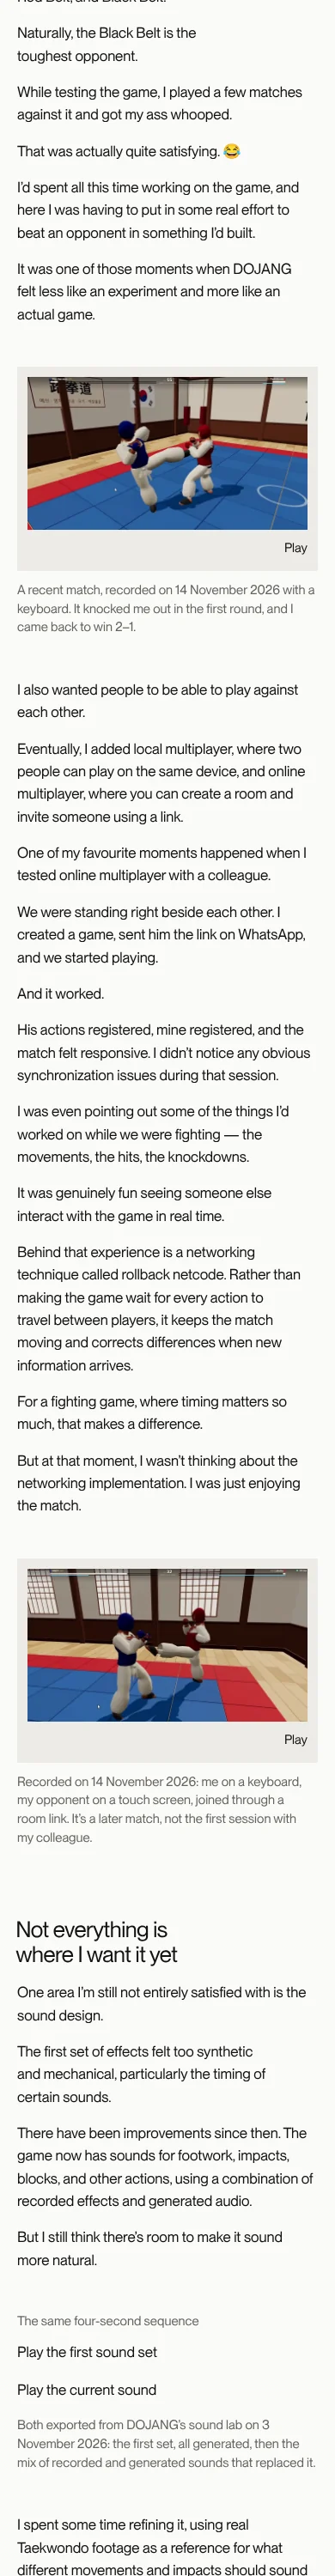 Naturally, the Black Belt is the
toughest opponent.
While testing the game, I played a few matches
against it and got my ass whooped.
That was actually quite satisfying. 😂
I'd spent all this time working on the game, and
here I was having to put in some real effort to
beat an opponent in something I'd built.
It was one of those moments when DOJANG
felt less like an experiment and more like an
actual game.
拳道
Play
A recent match, recorded on 14 November 2026 with a
keyboard. It knocked me out in the first round, and I
came back to win 2–1.
I also wanted people to be able to play against
each other.
Eventually, I added local multiplayer, where two
people can play on the same device, and online
multiplayer, where you can create a room and
invite someone using a link.
One of my favourite moments happened when I
tested online multiplayer with a colleague.
We were standing right beside each other. I
created a game, sent him the link on WhatsApp,
and we started playing.
And it worked.
His actions registered, mine registered, and the
match felt responsive. I didn't notice any obvious
synchronization issues during that session.
I was even pointing out some of the things I'd
worked on while we were fighting — the
movements, the hits, the knockdowns.
It was genuinely fun seeing someone else
interact with the game in real time.
Behind that experience is a networking
technique called rollback netcode. Rather than
making the game wait for every action to
travel between players, it keeps the match
moving and corrects differences when new
information arrives.
For a fighting game, where timing matters so
much, that makes a difference.
But at that moment, I wasn't thinking about the
networking implementation. I was just enjoying
the match.
Play
Recorded on 14 November 2026: me on a keyboard,
my opponent on a touch screen, joined through a
room link. It's a later match, not the first session with
my colleague.
Not everything is
where I want it yet
One area I'm still not entirely satisfied with is the
sound design.
The first set of effects felt too synthetic
and mechanical, particularly the timing of
certain sounds.
There have been improvements since then. The
game now has sounds for footwork, impacts,
blocks, and other actions, using a combination of
recorded effects and generated audio.
But I still think there's room to make it sound
more natural.
The same four-second sequence
Play the first sound set
Play the current sound
Both exported from DOJANG's sound lab on 3
November 2026: the first set, all generated, then the
mix of recorded and generated sounds that replaced it.
I spent some time refining it, using real
Taekwondo footage as a reference for what
different movements and impacts should sound